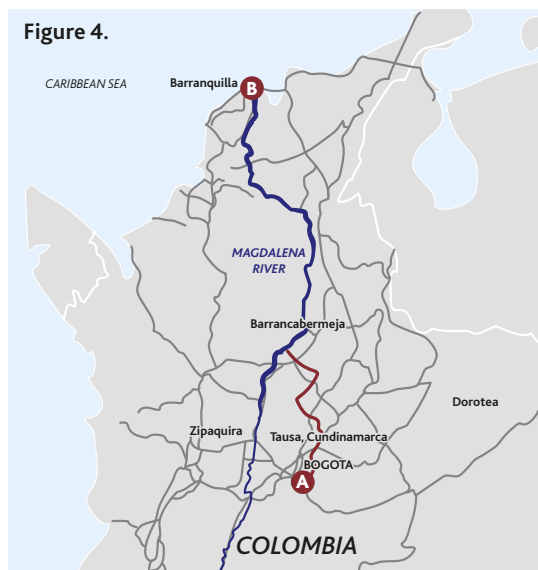 Figure 4.
CARIBBEAN SEA
Barranquilla
B
MAGDALENA
RIVER
Barrancabermeja
Dorotea
Zipaquira
Tausa, Cundinamarca
BOGOTA
A
COLOMBIA